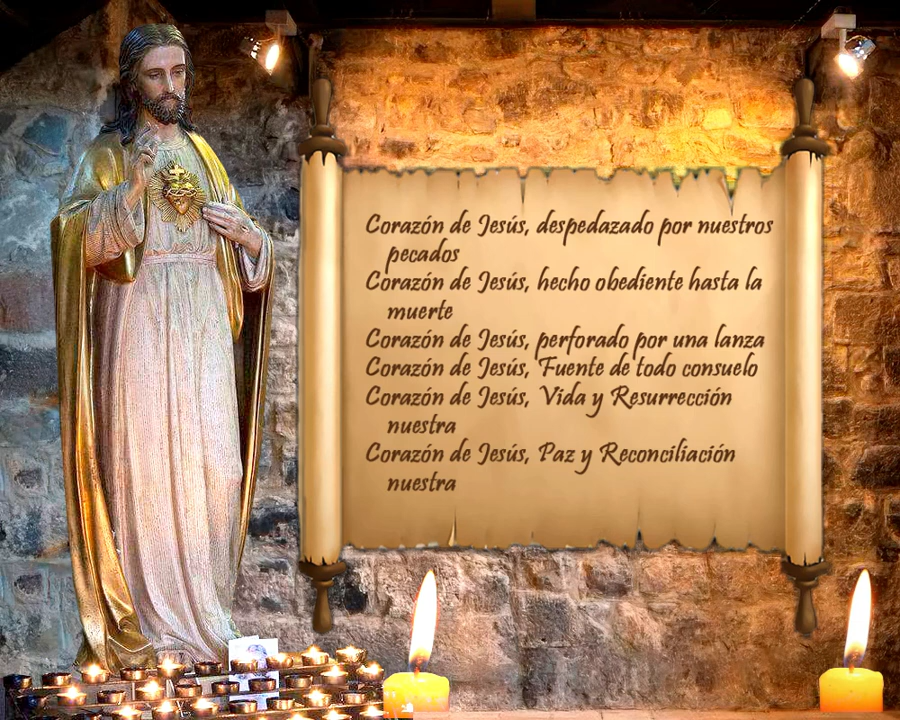 Corazón de Jesús, despedazado por nuestros
pecados
Corazón de Jesús, hecho obediente hasta la
muerte
Corazón de Jesús, perforado por una lanza
Corazón de Jesús, Fuente de todo consuelo
Corazón de Jesús, Vida y Resurrección
nuestra
Corazón de Jesús, Paz y Reconciliación
nuestra